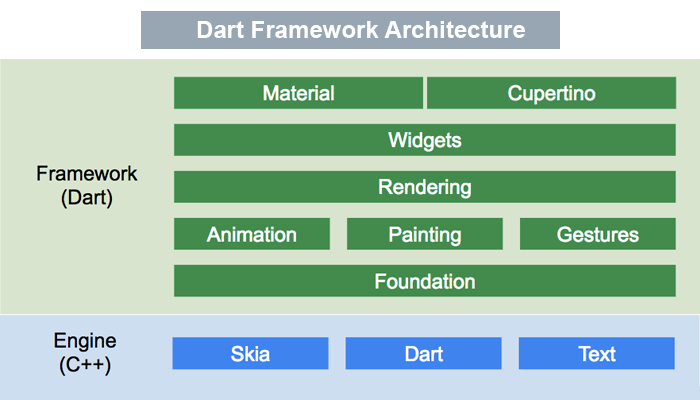 Dart Framework Architecture
Material Cupertino
Widgets
Framework
(Dart)
Rendering
Animation Painting Gestures
Foundation
Engine
(C++)
Skia Dart Text